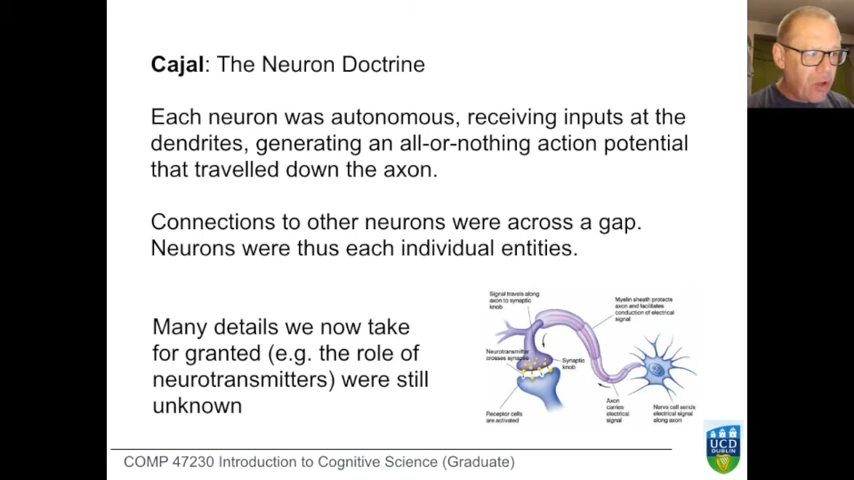 Cajal: The Neuron Doctrine
Each neuron was autonomous, receiving inputs at the
dendrites, generating an all-or-nothing action potential
that travelled down the axon.
Connections to other neurons were across a gap.
Neurons were thus each individual entities.
Many details we now take
for granted (e.g. the role of
neurotransmitters) were still
unknown
Signal travels along
axon to synaptic
knob
Myelin sheath protects
axon and facilitates
conduction of electrical
signal
Neurotransmitter
crosses synapse
Synaptic
knob
Receptor cells
are activated
Axon
carries
electrical
signal
Nerve cell sends
electrical signal
along axon
UCD
DUBLIN
COMP 47230 Introduction to Cognitive Science (Graduate)